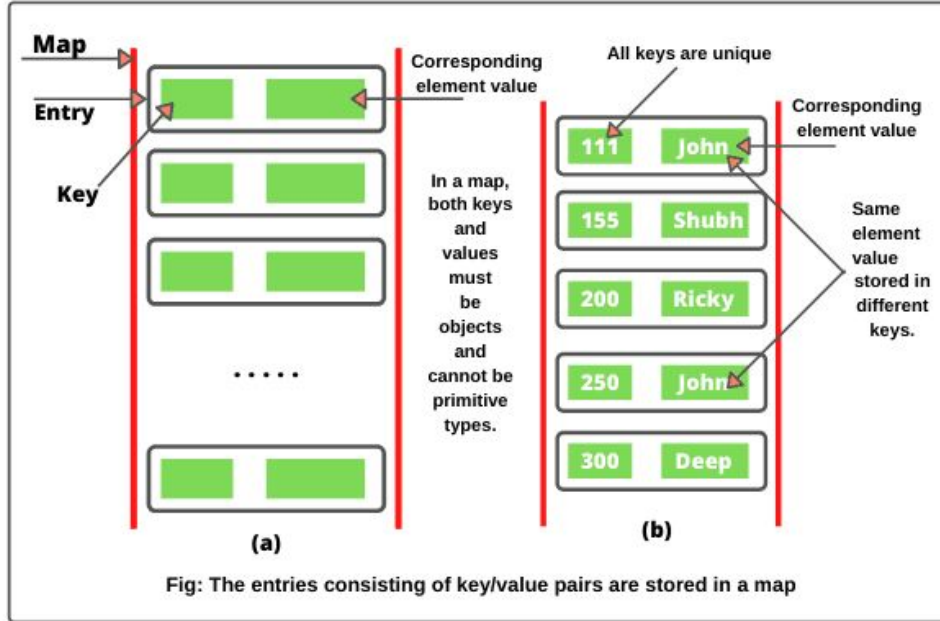 Map
Entry
Key
Corresponding
element value
In a map,
both keys
and
values
must
be
objects
and
cannot be
primitive
types.
.....
(a)
All keys are unique
Corresponding
element value
111 John
155 Shubh
200 Ricky
250 John
300 Deep
Same
element
value
stored in
different
keys.
(b)
Fig: The entries consisting of key/value pairs are stored in a map